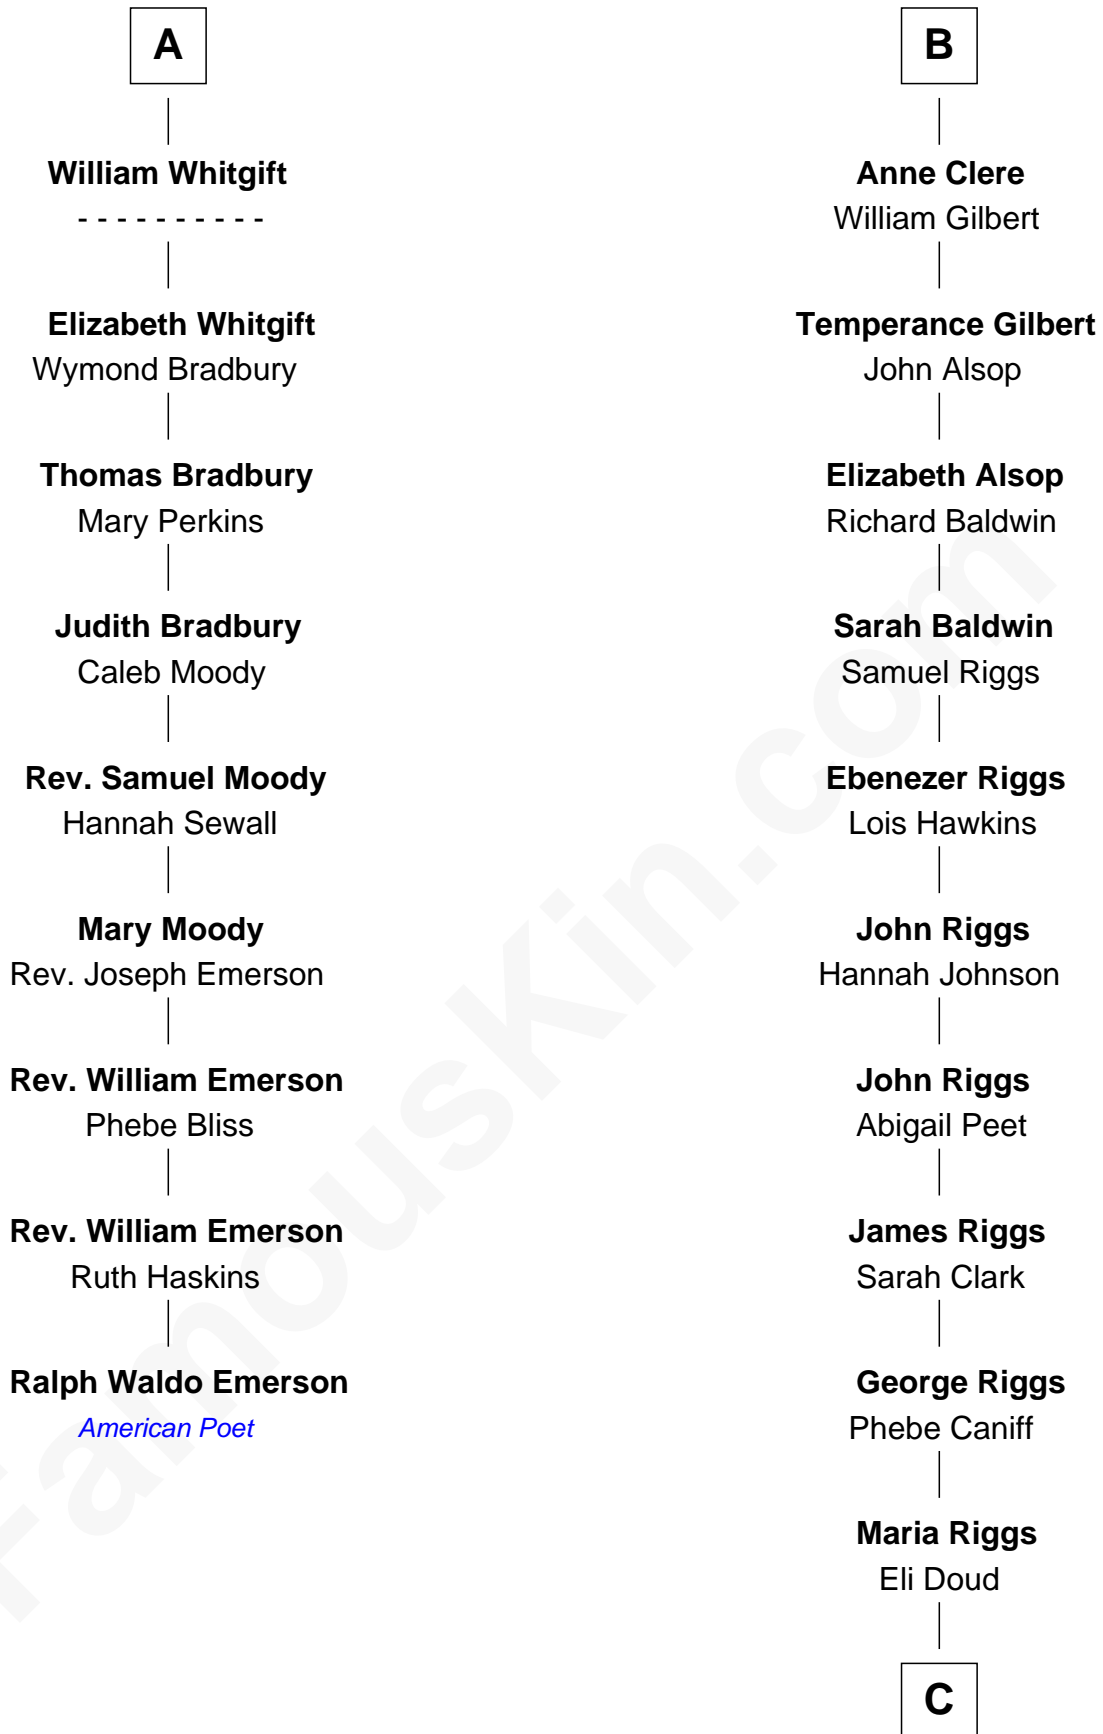 A
William Whitgift
- - - - - - - - - -
Elizabeth Whitgift
Wymond Bradbury
Thomas Bradbury
Mary Perkins
Judith Bradbury
Caleb Moody
Rev. Samuel Moody
Hannah Sewall
Mary Moody
Rev. Joseph Emerson
Rev. William Emerson
Phebe Bliss
Rev. William Emerson
Ruth Haskins
Ralph Waldo Emerson
American Poet
B
Anne Clere
William Gilbert
Temperance Gilbert
John Alsop
Elizabeth Alsop
Richard Baldwin
Sarah Baldwin
Samuel Riggs
Ebenezer Riggs
Lois Hawkins
John Riggs
Hannah Johnson
John Riggs
Abigail Peet
James Riggs
Sarah Clark
George Riggs
Phebe Caniff
Maria Riggs
Eli Doud
C
FamousKin.com